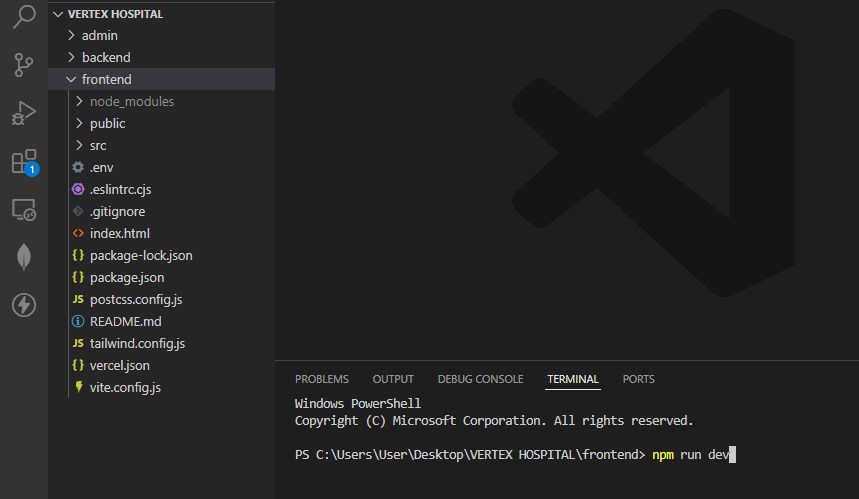 VERTEX HOSPITAL
admin
backend
frontend
node_modules
public
src
.env
.eslintrc.cjs
.gitignore
index.html
package-lock.json
package.json
JS postcss.config.js
README.md
JS tailwind.config.js
vercel.json
vite.config.js
1
PROBLEMS OUTPUT DEBUG CONSOLE TERMINAL PORTS
Windows PowerShell
Copyright (C) Microsoft Corporation. All rights reserved.
PS C:\Users\User\Desktop\VERTEX HOSPITAL\frontend> npm run dev